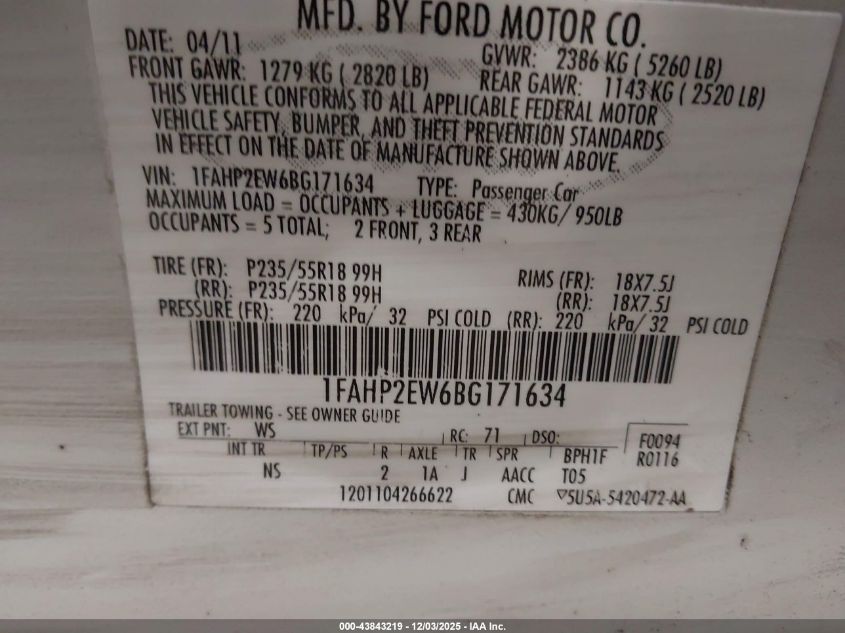 MFD. BY FORD MOTOR CO.
DATE: 04/11 GVWR: 2386 KG ( 5260 LB)
FRONT GAWR: 1279 KG ( 2820 LB) REAR GAWR: 1143 KG ( 2520 LB)
THIS VEHICLE CONFORMS TO ALL APPLICABLE FEDERAL MOTOR
VEHICLE SAFETY, BUMPER, AND THEFT PREVENTION STANDARDS
IN EFFECT ON THE DATE OF MANUFACTURE SHOWN ABOVE.
VIN: 1FAHP2EW6BG171634 TYPE: Passenger Car
MAXIMUM LOAD = OCCUPANTS + LUGGAGE = 430KG/ 950LB
OCCUPANTS = 5 TOTAL; 2 FRONT, 3 REAR
TIRE (FR): P235/55R18 99H RIMS (FR): 18X7.5J
(RR): P235/55R18 99H (RR): 18X7.5J
PRESSURE (FR): 220 kPa/ 32 PSI COLD (RR): 220 kPa/ 32 PSI COLD
1FAHP2EW6BG171634
TRAILER TOWING - SEE OWNER GUIDE
EXT PNT: WS RC: 71 DSO: F0094
INT TR TP/PS R AXLE TR SPR BPH1F R0116
NS 2 1A J AACC T05
1201104266622 CMC ▽5U5A-5420472-AA
000-43843219 - 12/03/2025 - IAA Inc.